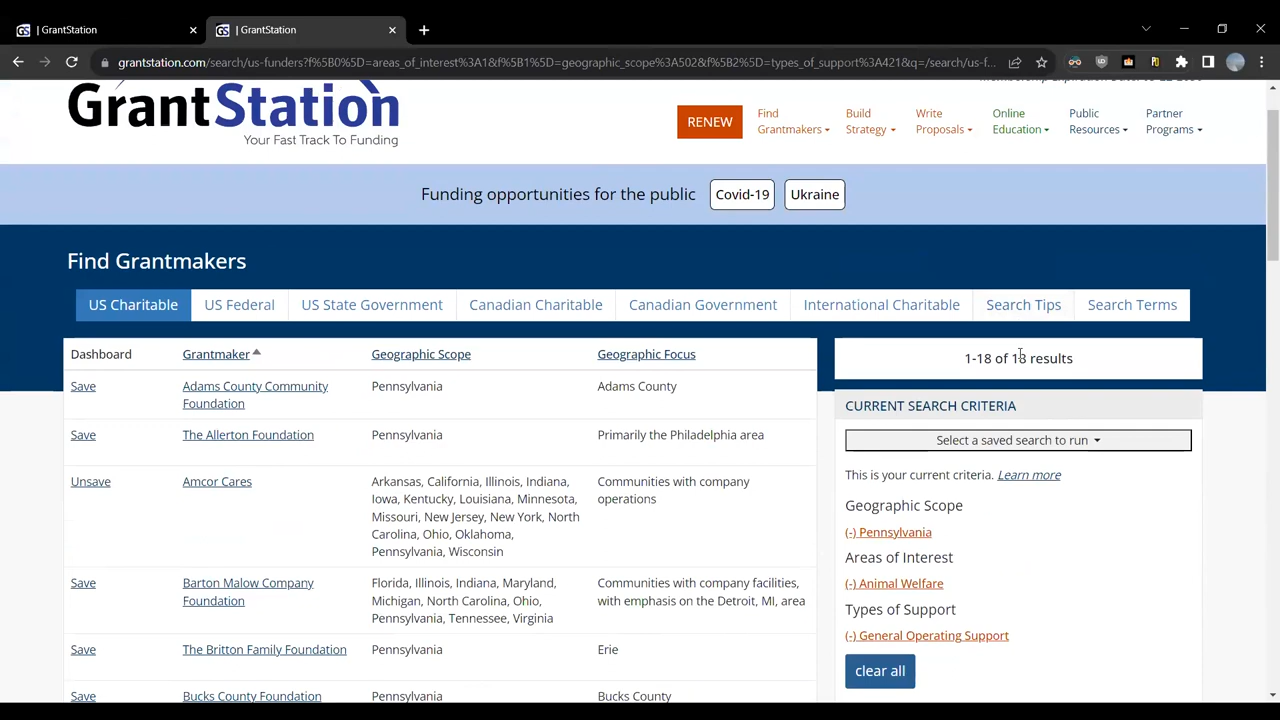 | GrantStation
| GrantStation
grantstation.com/search/us-funders?f%5B0%5D=areas_of_interest%3A1&f%5B1%5D=geographic_scope%3A502&f%5B2%5D=types_of_support%3A421&q=/search/us-f...
GrantStation
Your Fast Track To Funding
RENEW
Find Grantmakers
Build Strategy
Write Proposals
Online Education
Public Resources
Partner Programs
Funding opportunities for the public
Covid-19
Ukraine
Find Grantmakers
US Charitable
US Federal
US State Government
Canadian Charitable
Canadian Government
International Charitable
Search Tips
Search Terms
Dashboard Grantmaker Geographic Scope Geographic Focus
Save Adams County Community Pennsylvania Adams County
Foundation
Save The Allerton Foundation Pennsylvania Primarily the Philadelphia area
Unsave Amcor Cares Arkansas, California, Illinois, Indiana, Communities with company
Iowa, Kentucky, Louisiana, Minnesota, operations
Missouri, New Jersey, New York, North
Carolina, Ohio, Oklahoma,
Pennsylvania, Wisconsin
Save Barton Malow Company Florida, Illinois, Indiana, Maryland, Communities with company facilities,
Foundation Michigan, North Carolina, Ohio, with emphasis on the Detroit, MI, area
Pennsylvania, Tennessee, Virginia
Save The Britton Family Foundation Pennsylvania Erie
Save Bucks County Foundation Pennsylvania Bucks County
1-18 of 18 results
CURRENT SEARCH CRITERIA
Select a saved search to run
This is your current criteria. Learn more
Geographic Scope
(-) Pennsylvania
Areas of Interest
(-) Animal Welfare
Types of Support
(-) General Operating Support
clear all